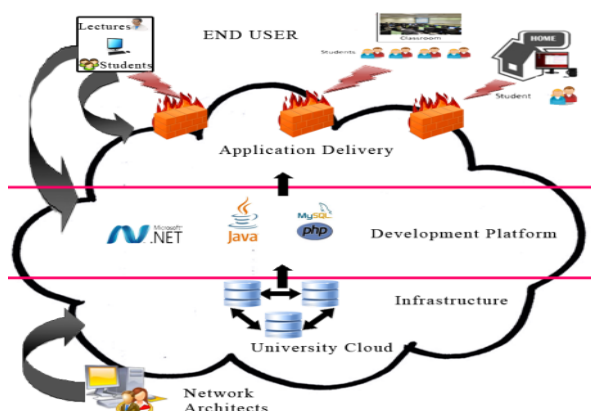 Lectures
Students
END USER
Classroom
Students
HOME
Student
Application Delivery
Microsoft
.NET
Java
MySQL
php
Development Platform
Infrastructure
University Cloud
Network
Architects